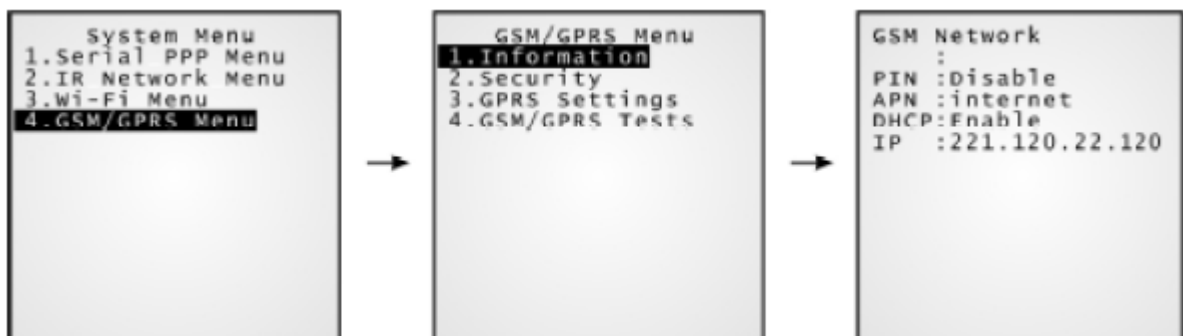 System Menu
1.Serial PPP Menu
2.IR Network Menu
3.Wi-Fi Menu
4.GSM/GPRS Menu
GSM/GPRS Menu
1.Information
2.Security
3.GPRS Settings
4.GSM/GPRS Tests
GSM Network
:
PIN :Disable
APN :internet
DHCP:Enable
IP :221.120.22.120